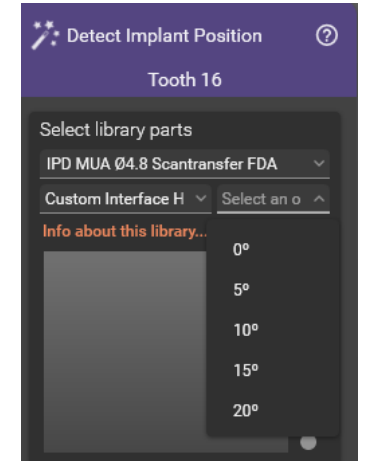 Detect Implant Position
Tooth 16
Select library parts
IPD MUA Ø4.8 Scantransfer FDA
Custom Interface H Select an o
Info about this library...
0º
5º
10º
15º
20º